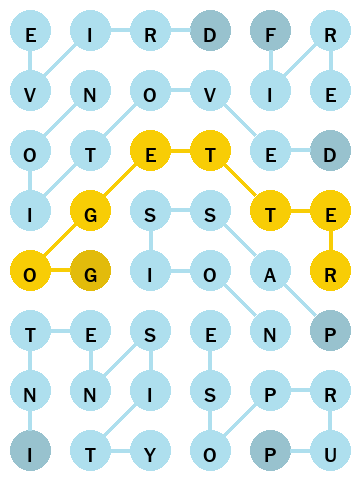 E I R D F R
V N O V I E
O T E T E D
I G S S T E
O G I O A R
T E S E N P
N N I S P R
I T Y O P U